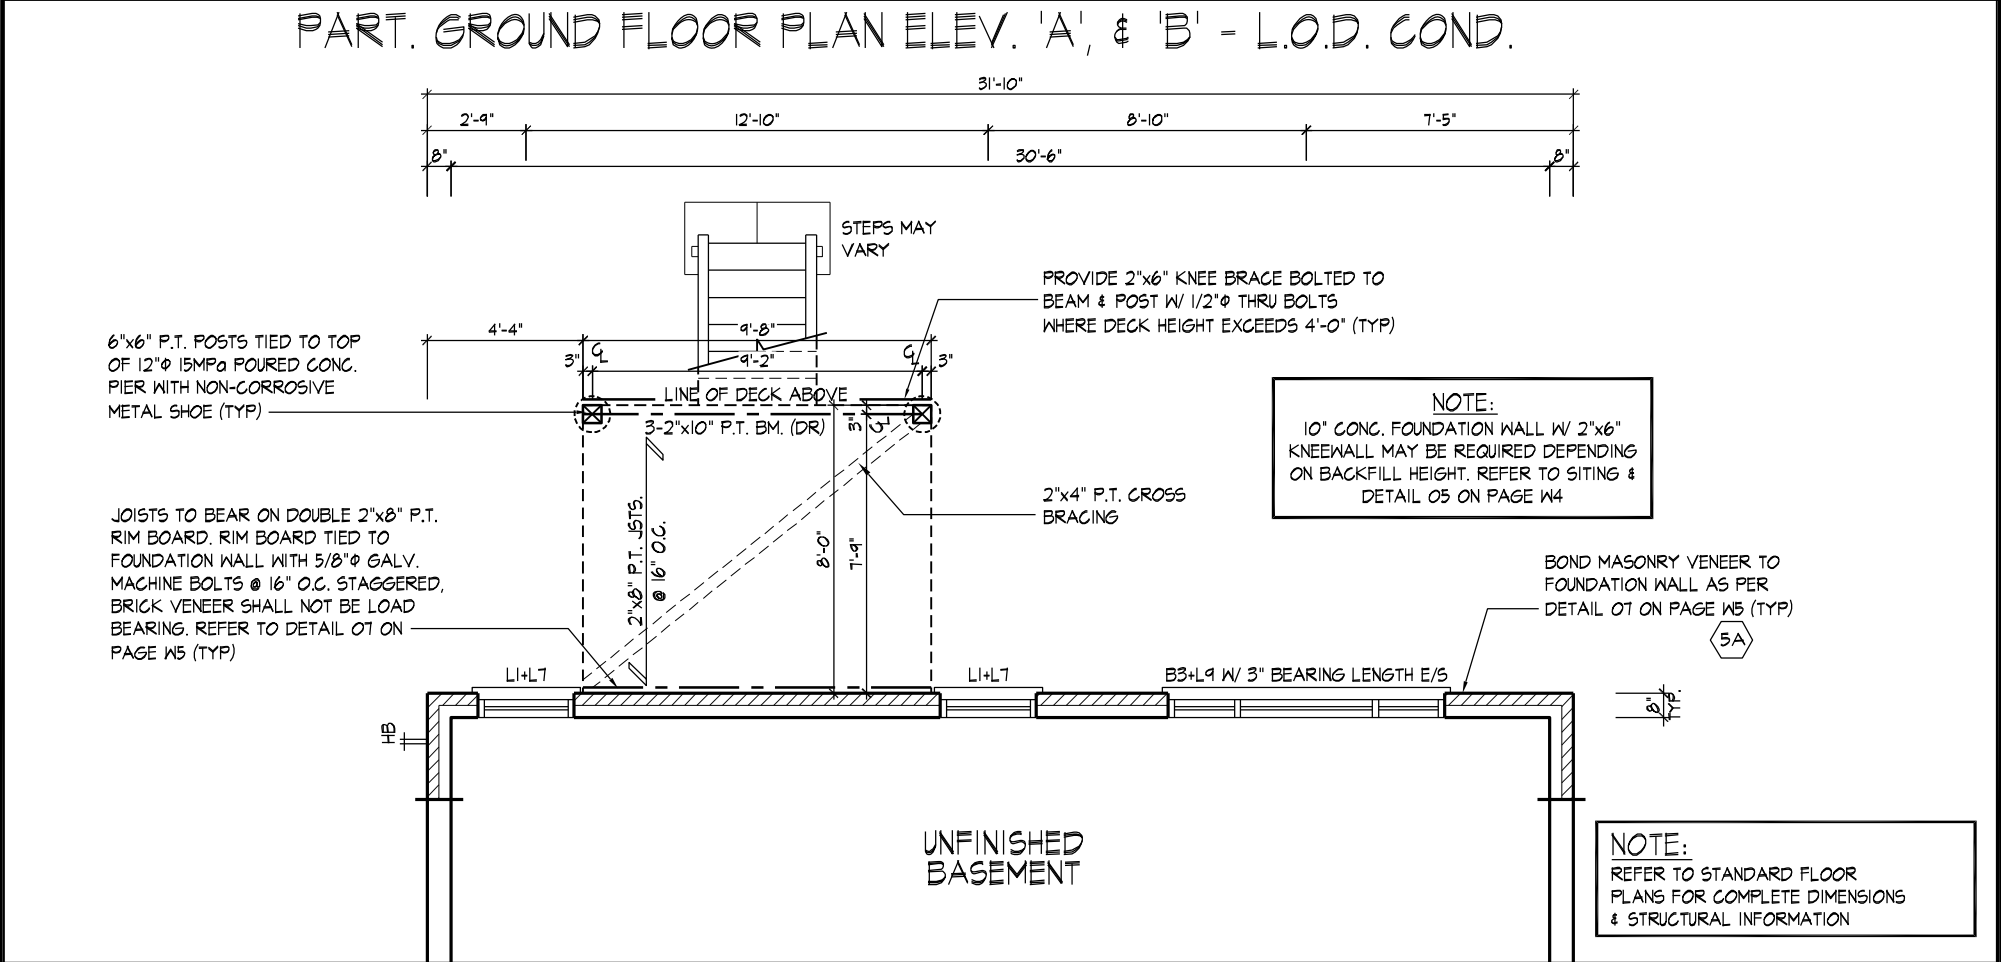 PART. GROUND FLOOR PLAN ELEV. 'A', & 'B' - L.O.D. COND.
31'-10"
2'-9" 12'-10" 8'-10" 7'-5"
8" 30'-6" 8"
STEPS MAY
VARY
PROVIDE 2"x6" KNEE BRACE BOLTED TO
BEAM & POST W/ 1/2"Φ THRU BOLTS
WHERE DECK HEIGHT EXCEEDS 4'-0" (TYP)
4'-4" 9'-8"
3" CL 9'-2" CL 3"
6"x6" P.T. POSTS TIED TO TOP
OF 12"Φ 15MPa POURED CONC.
PIER WITH NON-CORROSIVE
METAL SHOE (TYP)
LINE OF DECK ABOVE
3-2"x10" P.T. BM. (DR)
3" CL
NOTE:
10" CONC. FOUNDATION WALL W/ 2"x6"
KNEEWALL MAY BE REQUIRED DEPENDING
ON BACKFILL HEIGHT. REFER TO SITING &
DETAIL 05 ON PAGE W4
2"x4" P.T. CROSS
BRACING
2"x8" P.T. JSTS.
@ 16" O.C.
8'-0"
7'-9"
JOISTS TO BEAR ON DOUBLE 2"x8" P.T.
RIM BOARD. RIM BOARD TIED TO
FOUNDATION WALL WITH 5/8"Φ GALV.
MACHINE BOLTS @ 16" O.C. STAGGERED,
BRICK VENEER SHALL NOT BE LOAD
BEARING. REFER TO DETAIL 07 ON
PAGE W5 (TYP)
BOND MASONRY VENEER TO
FOUNDATION WALL AS PER
DETAIL 07 ON PAGE W5 (TYP)
5A
L1+L7 L1+L7 B3+L9 W/ 3" BEARING LENGTH E/S
8"
TYP.
HB
UNFINISHED
BASEMENT
NOTE:
REFER TO STANDARD FLOOR
PLANS FOR COMPLETE DIMENSIONS
& STRUCTURAL INFORMATION